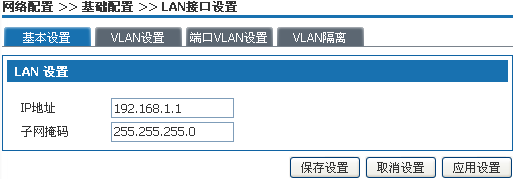 网络配置 >> 基础配置 >> LAN接口设置
基本设置 VLAN设置 端口VLAN设置 VLAN隔离
LAN 设置
IP地址 192.168.1.1
子网掩码 255.255.255.0
保存设置 取消设置 应用设置